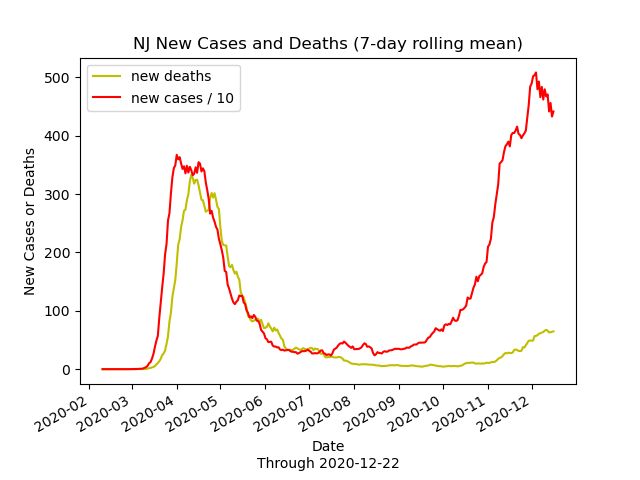 NJ New Cases and Deaths (7-day rolling mean)
new deaths
new cases / 10
500
400
300
200
100
0
New Cases or Deaths
2020-02
2020-03
2020-04
2020-05
2020-06
2020-07
2020-08
2020-09
2020-10
2020-11
2020-12
Date
Through 2020-12-22